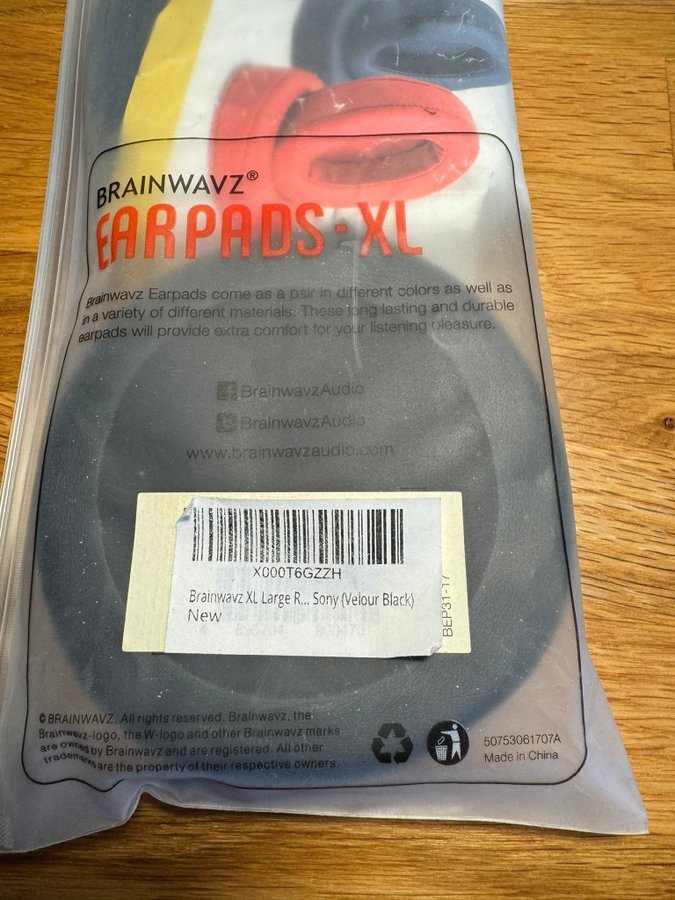 BRAINWAVZ®
EARPADS - XL
Brainwavz Earpads come as a pair in different colors as well as
in a variety of different materials. These long lasting and durable
earpads will provide extra comfort for your listening pleasure.
BrainwavzAudio
BrainwavzAudio
www.brainwavzaudio.com
X000T6GZZH
Brainwavz XL Large R... Sony (Velour Black)
New
BEP31-17
©BRAINWAVZ. All rights reserved. Brainwavz, the
Brainwavz-logo, the W-logo and other Brainwavz marks
are owned by Brainwavz and are registered. All other
trademarks are the property of their respective owners.
50753061707A
Made in China